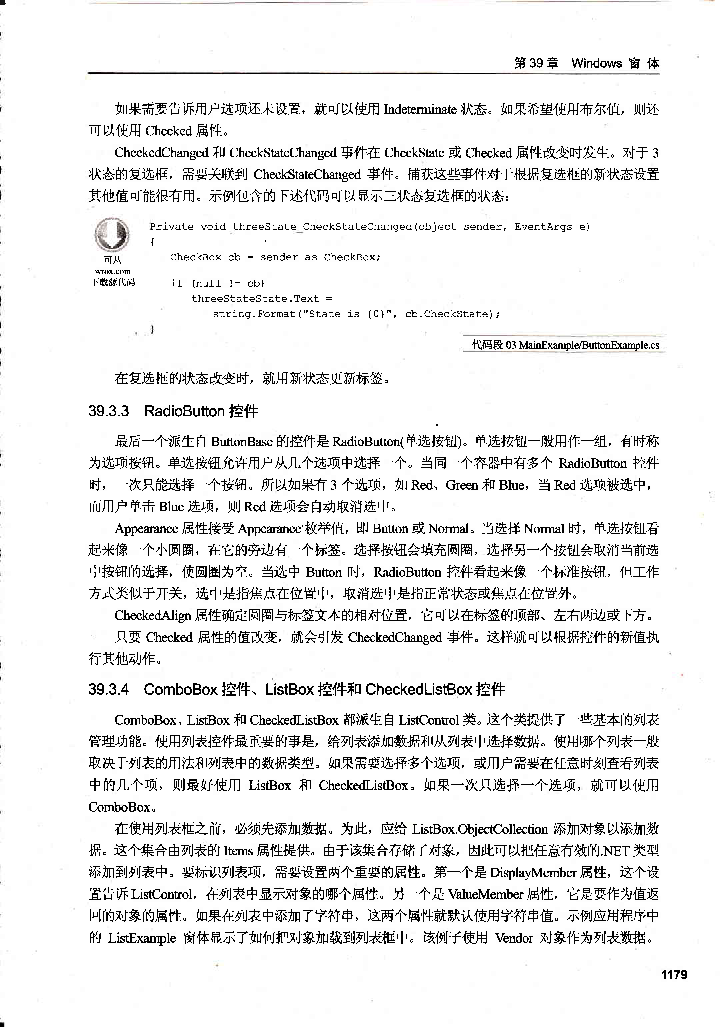 第39章 Windows 窗 体
如果需要告诉用户选项还未设置，就可以使用 Indeterminate 状态。如果希望使用布尔值，则还
可以使用 Checked 属性。
CheckedChanged 和 CheckStateChanged 事件在 CheckState 或 Checked 属性改变时发生。对于 3
状态的复选框，需要关联到 CheckStateChanged 事件。捕获这些事件对于根据复选框的新状态设置
其他值可能很有用。示例包含的下述代码可以显示三状态复选框的状态：
Private void threeState_CheckStateChanged(object sender, EventArgs e)
{
可从
wrox.com
下载源代码
CheckBox cb = sender as CheckBox;
if (null != cb)
threeStateState.Text =
string.Format("State is {0}", cb.CheckState);
}
代码段 03 MainExample/ButtonExample.cs
在复选框的状态改变时，就用新状态更新标签。
39.3.3 RadioButton 控件
最后一个派生自 ButtonBase 的控件是 RadioButton(单选按钮)。单选按钮一般用作一组，有时称
为选项按钮。单选按钮允许用户从几个选项中选择一个。当同一个容器中有多个 RadioButton 控件
时，一次只能选择一个按钮。所以如果有 3 个选项，如 Red、Green 和 Blue，当 Red 选项被选中，
而用户单击 Blue 选项，则 Red 选项会自动取消选中。
Appearance 属性接受 Appearance 枚举值，即 Button 或 Normal。当选择 Normal 时，单选按钮看
起来像一个小圆圈，在它的旁边有一个标签。选择按钮会填充圆圈，选择另一个按钮会取消当前选
中按钮的选择，使圆圈为空。当选中 Button 时，RadioButton 控件看起来像一个标准按钮，但工作
方式类似于开关，选中是指焦点在位置中，取消选中是指正常状态或焦点在位置外。
CheckedAlign 属性确定圆圈与标签文本的相对位置，它可以在标签的顶部、左右两边或下方。
只要 Checked 属性的值改变，就会引发 CheckedChanged 事件。这样就可以根据控件的新值执
行其他动作。
39.3.4 ComboBox 控件、ListBox 控件和 CheckedListBox 控件
ComboBox、ListBox 和 CheckedListBox 都派生自 ListControl 类。这个类提供了一些基本的列表
管理功能。使用列表控件最重要的事是，给列表添加数据和从列表中选择数据。使用哪个列表一般
取决于列表的用法和列表中的数据类型。如果需要选择多个选项，或用户需要在任意时刻查看列表
中的几个项，则最好使用 ListBox 和 CheckedListBox。如果一次只选择一个选项，就可以使用
ComboBox。
在使用列表框之前，必须先添加数据。为此，应给 ListBox.ObjectCollection 添加对象以添加数
据。这个集合由列表的 Items 属性提供。由于该集合存储了对象，因此可以把任意有效的.NET 类型
添加到列表中。要标识列表项，需要设置两个重要的属性。第一个是 DisplayMember 属性，这个设
置告诉 ListControl，在列表中显示对象的哪个属性。另一个是 ValueMember 属性，它是要作为值返
回的对象的属性。如果在列表中添加了字符串，这两个属性就默认使用字符串值。示例应用程序中
的 ListExample 窗体显示了如何把对象加载到列表框中。该例子使用 Vendor 对象作为列表数据。
1179